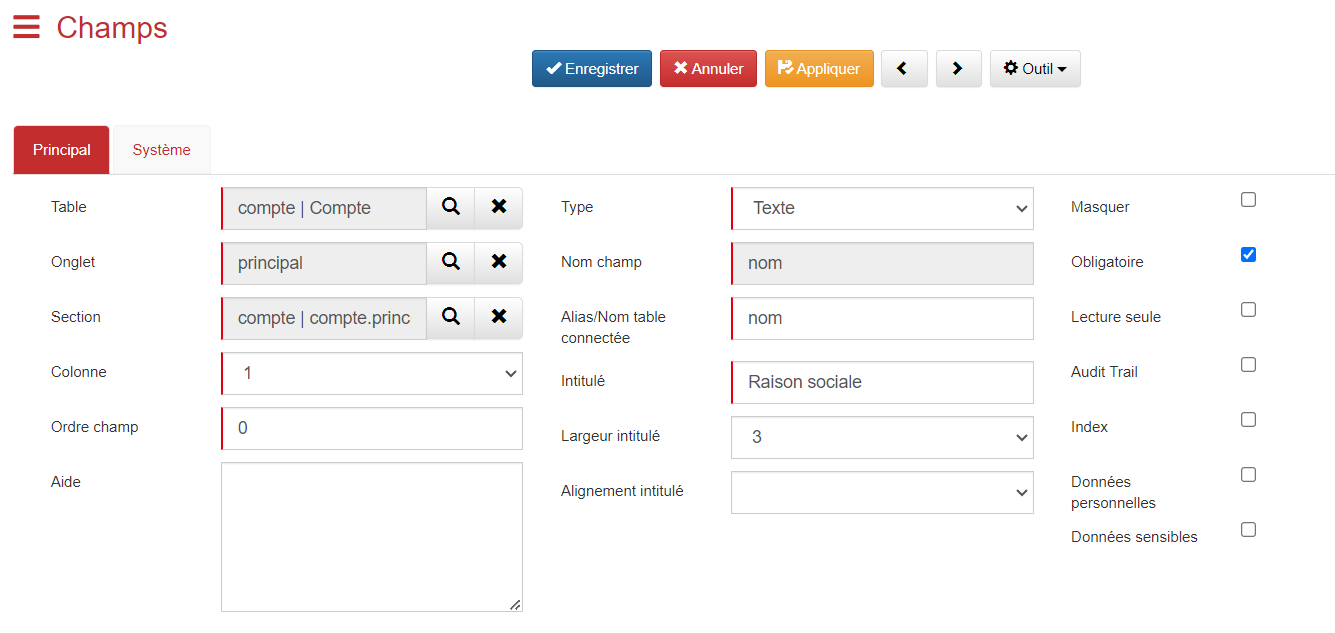 Champs
Enregistrer
Annuler
Appliquer
Outil
Principal
Système
Table
compte | Compte
Onglet
principal
Section
compte | compte.princ
Colonne
1
Ordre champ
0
Aide
Type
Texte
Nom champ
nom
Alias/Nom table
connectée
nom
Intitulé
Raison sociale
Largeur intitulé
3
Alignement intitulé
Masquer
Obligatoire
Lecture seule
Audit Trail
Index
Données
personnelles
Données sensibles